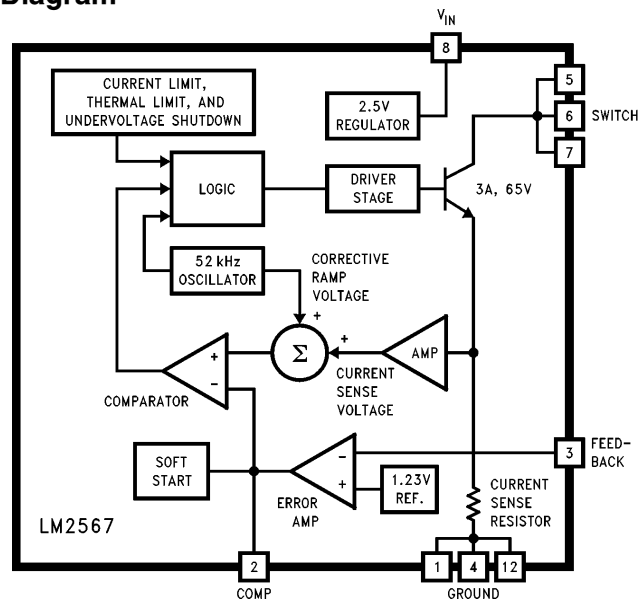 Diagram
VIN
8
CURRENT LIMIT,
THERMAL LIMIT, AND
UNDERVOLTAGE SHUTDOWN
2.5V
REGULATOR
5
6
SWITCH
7
LOGIC
DRIVER
STAGE
3A, 65V
52 kHz
OSCILLATOR
CORRECTIVE
RAMP
VOLTAGE
+
Σ
+
AMP
CURRENT
SENSE
VOLTAGE
+
-
COMPARATOR
SOFT
START
-
+
ERROR
AMP
1.23V
REF.
3
FEED-
BACK
CURRENT
SENSE
RESISTOR
LM2567
2
1
4
12
COMP
GROUND